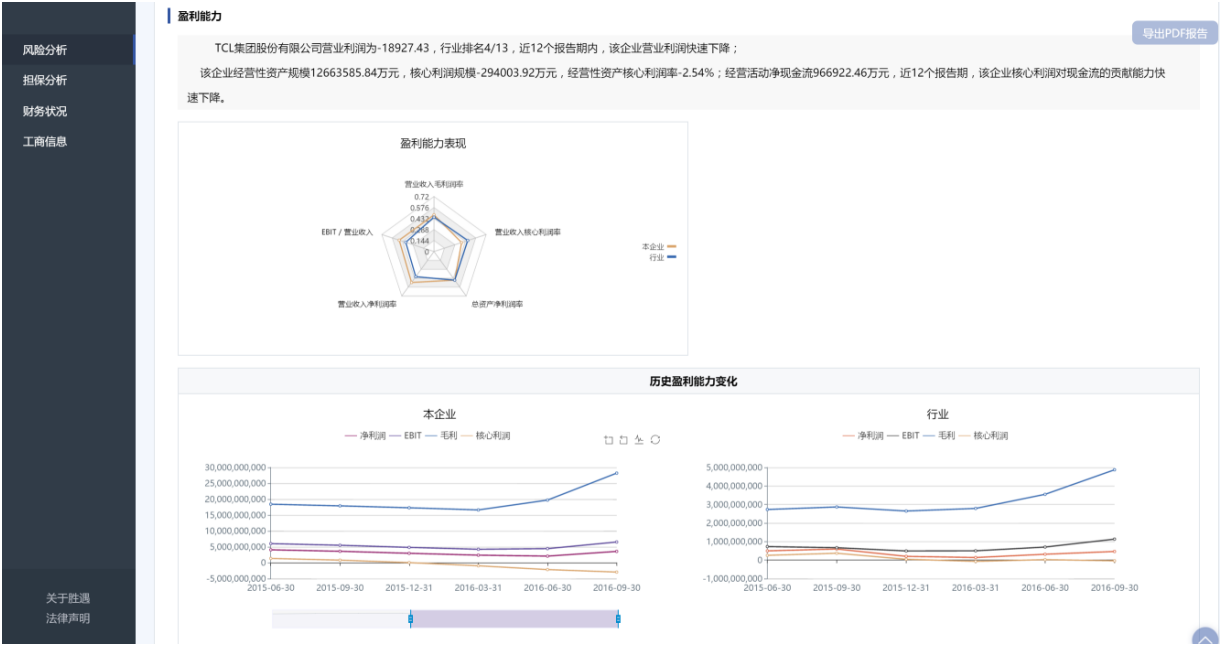 盈利能力
导出PDF报告
风险分析
担保分析
财务状况
工商信息
TCL集团股份有限公司营业利润为-18927.43，行业排名4/13，近12个报告期内，该企业营业利润快速下降；
该企业经营性资产规模12663585.84万元，核心利润规模-294003.92万元，经营性资产核心利润率-2.54%；经营活动净现金流966922.46万元，近12个报告期，该企业核心利润对现金流的贡献能力快
速下降。
盈利能力表现
营业收入毛利润率
0.72
0.576
0.432
0.288
0.144
0
EBIT / 营业收入
营业收入核心利润率
营业收入净利润率
总资产净利润率
本企业
行业
历史盈利能力变化
本企业
净利润 EBIT 毛利 核心利润
30,000,000,000
25,000,000,000
20,000,000,000
15,000,000,000
10,000,000,000
5,000,000,000
0
-5,000,000,000
2015-06-30 2015-09-30 2015-12-31 2016-03-31 2016-06-30 2016-09-30
行业
净利润 EBIT 毛利 核心利润
5,000,000,000
4,000,000,000
3,000,000,000
2,000,000,000
1,000,000,000
0
-1,000,000,000
2015-06-30 2015-09-30 2015-12-31 2016-03-31 2016-06-30 2016-09-30
关于胜遇
法律声明